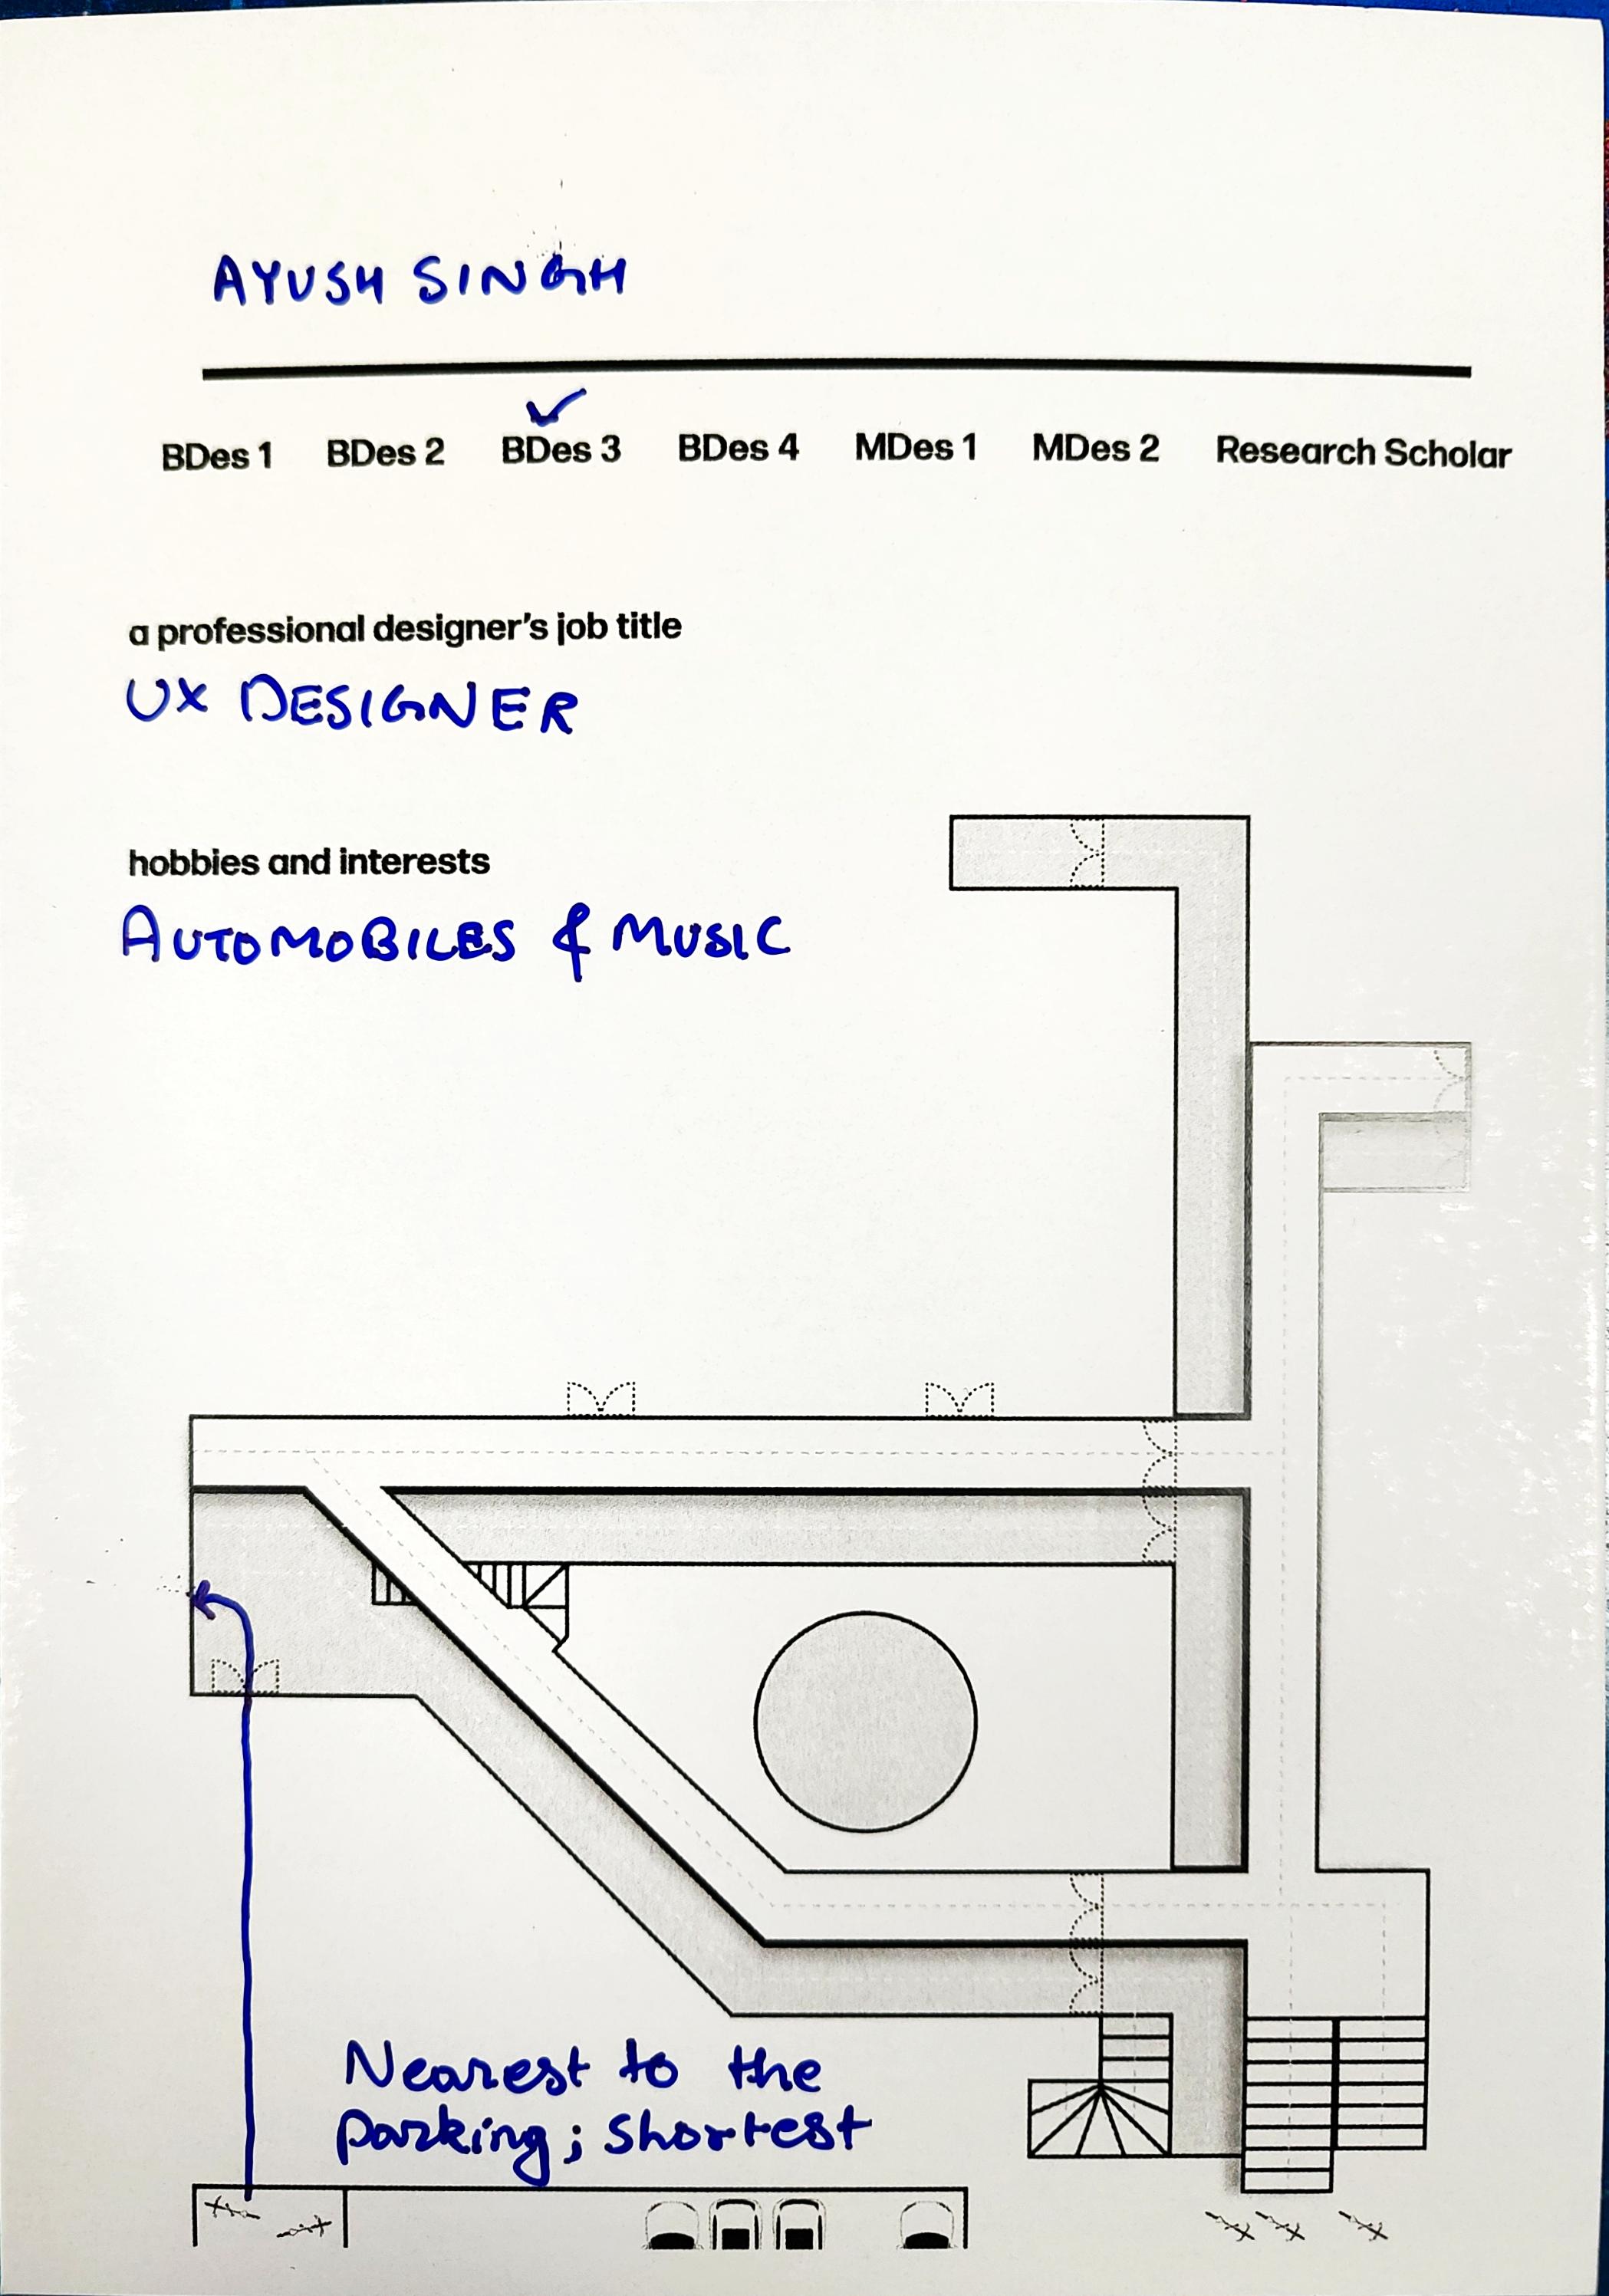 AYUSH SINGH
BDes 1 BDes 2 BDes 3 BDes 4 MDes 1 MDes 2 Research Scholar
a professional designer's job title
UX DESIGNER
hobbies and interests
AUTOMOBILES & MUSIC
Nearest to the
parking; shortest